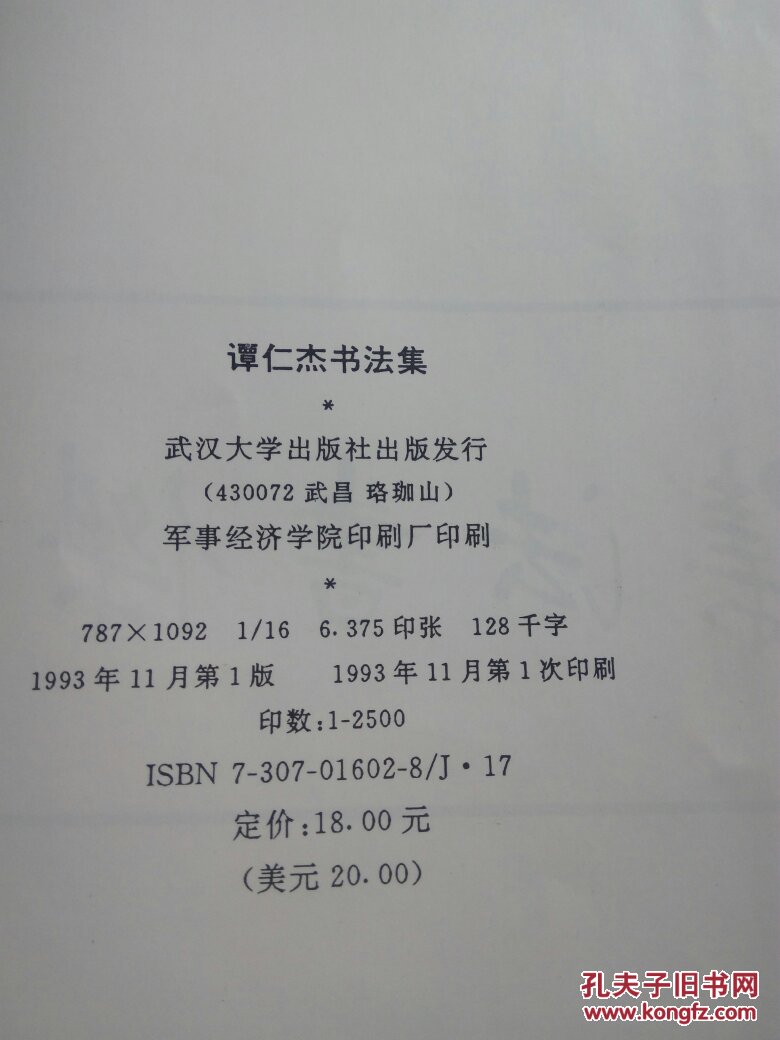 谭仁杰书法集
*
武汉大学出版社出版发行
(430072 武昌 珞珈山)
军事经济学院印刷厂印刷
*
787×1092 1/16 6.375印张 128千字
1993年11月第1版 1993年11月第1次印刷
印数:1-2500
ISBN 7-307-01602-8/J·17
定价:18.00元
(美元20.00)
孔夫子旧书网
www.kongfz.com